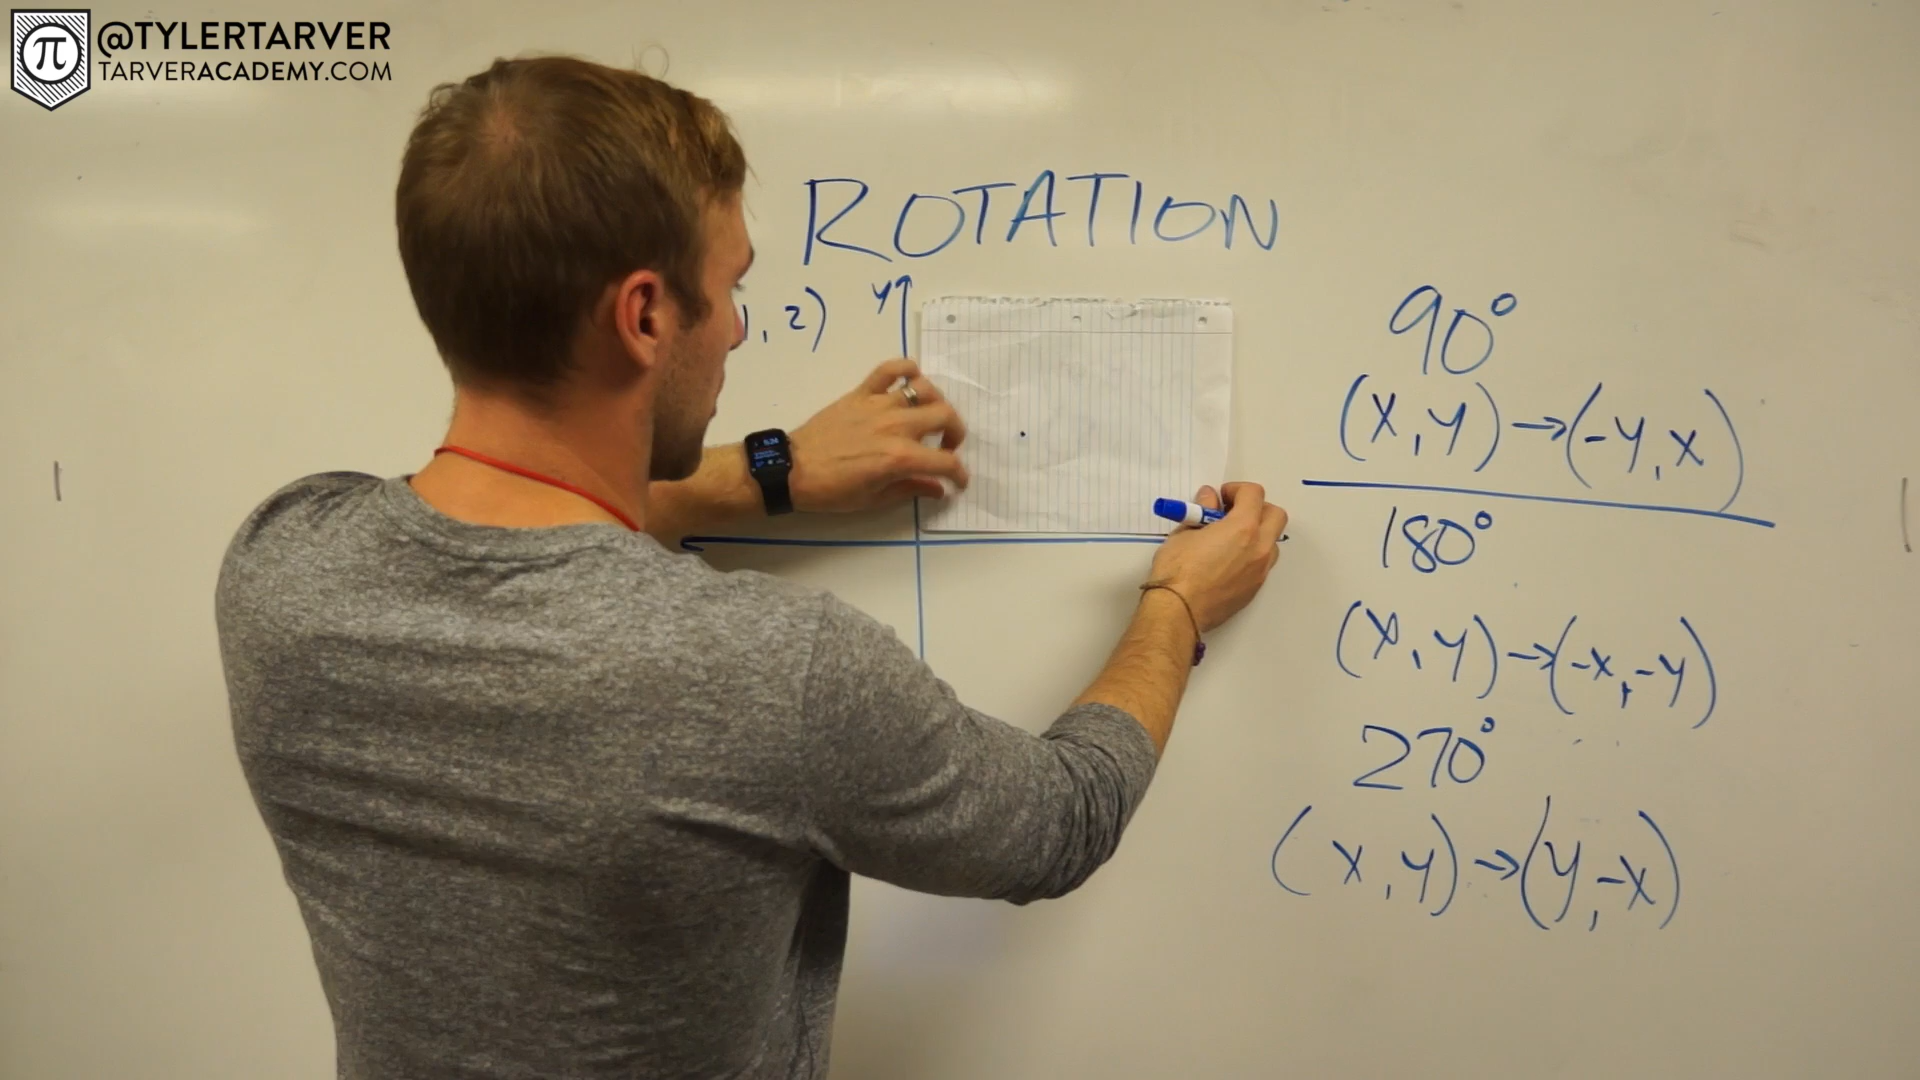 π
@TYLERTARVER
TARVERACADEMY.COM
ROTATION
, 2)
y
90°
(x, y) → (-y, x)
180°
(x, y) → (-x, -y)
270°
(x, y) → (y, -x)